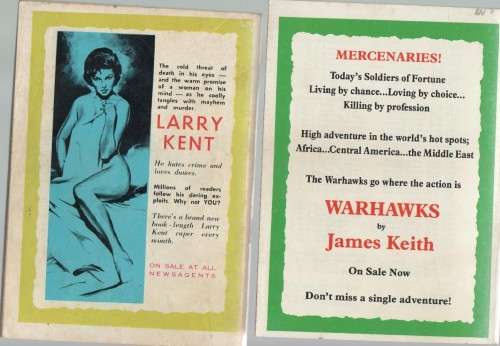 The cold threat of
death in his eyes —
and the warm promise
of a woman on his
mind — as he coolly
tangles with mayhem
and murder.
LARRY
KENT
He hates crime and
loves dames.
Millions of readers
follow his daring ex-
ploits. Why not YOU?
There's a brand new
book-length Larry
Kent caper every
month.
ON SALE AT ALL
NEWSAGENTS
MERCENARIES!
Today's Soldiers of Fortune
Living by chance...Loving by choice...
Killing by profession
High adventure in the world's hot spots;
Africa...Central America...the Middle East
The Warhawks go where the action is
WARHAWKS
by
James Keith
On Sale Now
Don't miss a single adventure!